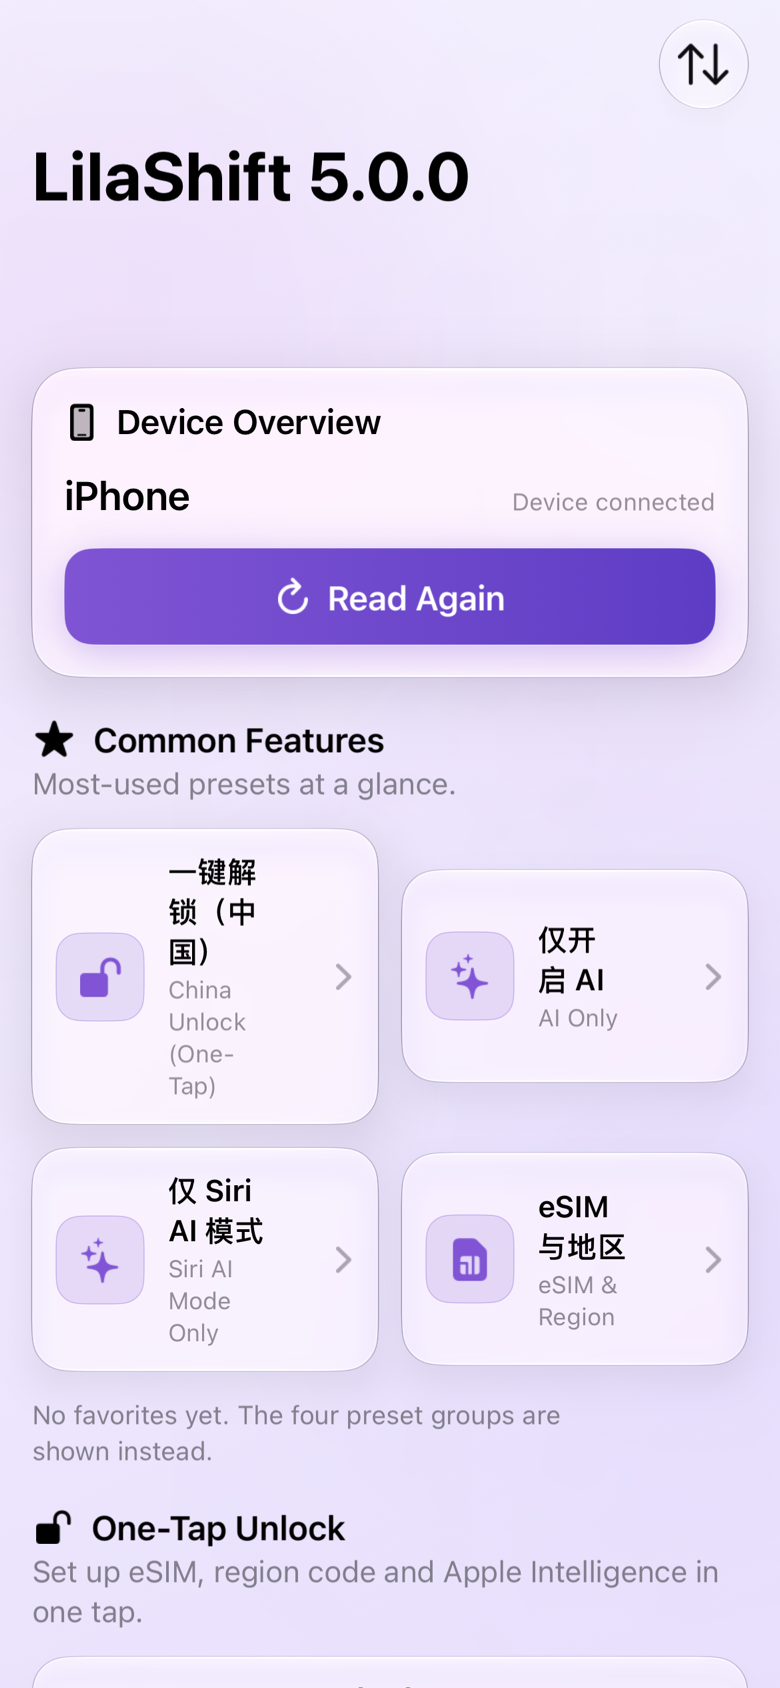 LilaShift 5.0.0
Device Overview
iPhone
Device connected
Read Again
Common Features
Most-used presets at a glance.
一键解
锁（中
国）
China
Unlock
(One-
Tap)
仅开
启 AI
AI Only
仅 Siri
AI 模式
Siri AI
Mode
Only
eSIM
与地区
eSIM &
Region
No favorites yet. The four preset groups are
shown instead.
One-Tap Unlock
Set up eSIM, region code and Apple Intelligence in
one tap.